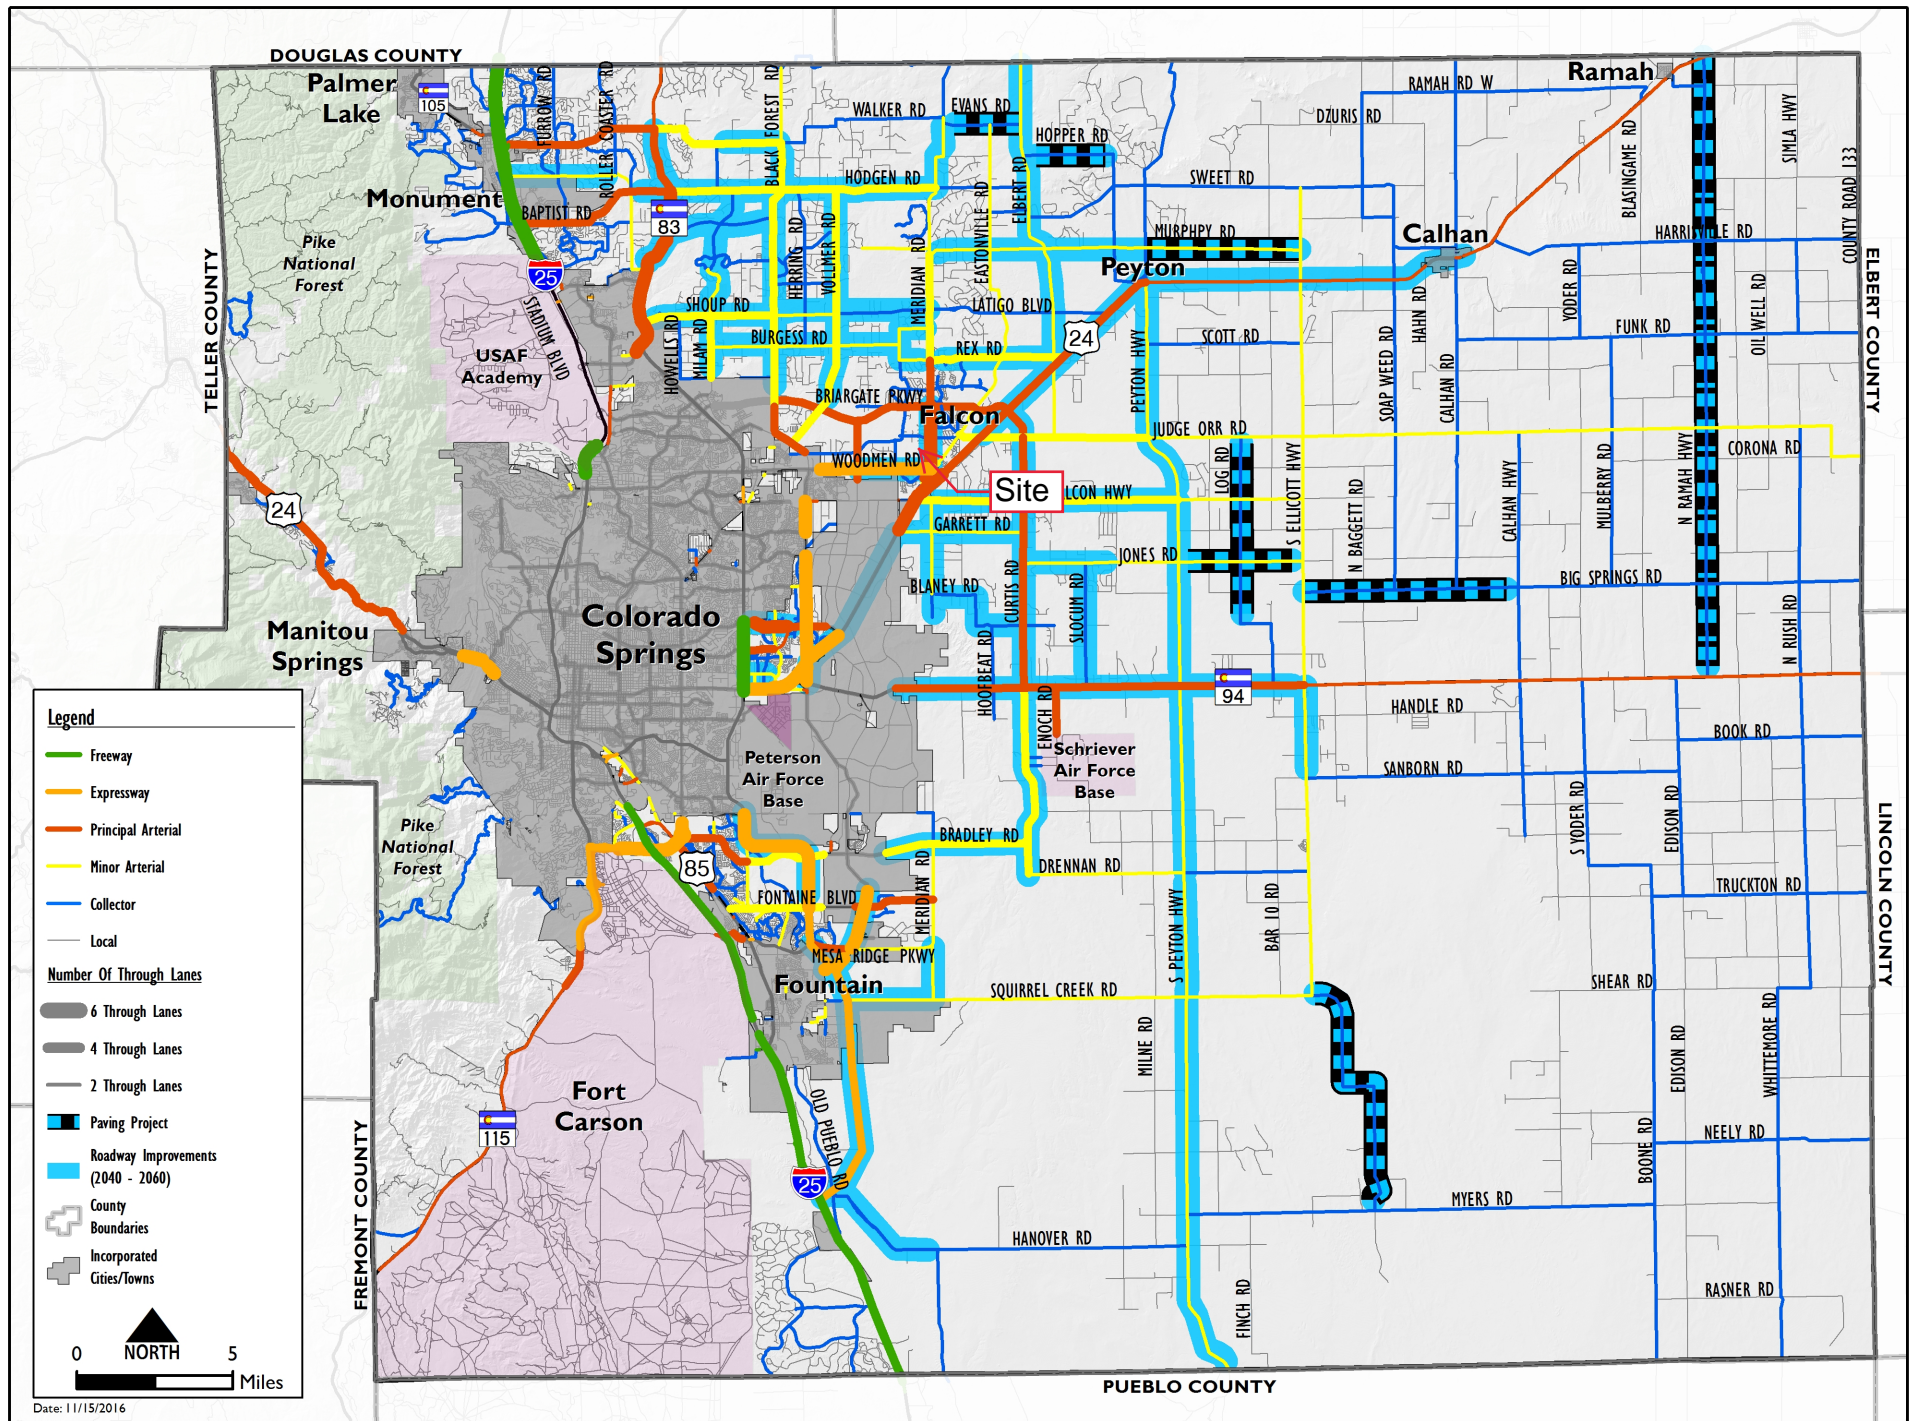 DOUGLAS COUNTY
Palmer
Lake
105
FURROW RD
ROLLER COASTER RD
BLACK FOREST RD
WALKER RD
EVANS RD
HOPPER RD
ELBERT RD
DZURIS RD
RAMAH RD W
Ramah
BLASINGAME RD
SIMLA HWY
COUNTY ROAD 133
Monument
BAPTIST RD
83
HODGEN RD
SWEET RD
EASTONVILLE RD
HERRING RD
VOLLMER RD
MERIDIAN RD
MURPHPY RD
Calhan
HARRISVILLE RD
Pike
National
Forest
TELLER COUNTY
25
STADIUM BLVD
Peyton
YODER RD
OIL WELL RD
ELBERT COUNTY
SHOUP RD
LATIGO BLVD
HOWELLS RD
MILAM RD
BURGESS RD
REX RD
24
PEYTON HWY
SCOTT RD
SOAP WEED RD
HAHN RD
CALHAN RD
FUNK RD
USAF
Academy
BRIARGATE PKWY
Falcon
JUDGE ORR RD
WOODMEN RD
CORONA RD
24
Site
LCON HWY
LOG RD
S ELLICOTT HWY
N BAGGETT RD
CALHAN HWY
MULBERRY RD
N RAMAH HWY
GARRETT RD
JONES RD
BLANEY RD
CURTIS RD
SLOCUM RD
HOOFBEAT RD
BIG SPRINGS RD
N RUSH RD
Colorado
Springs
Manitou
Springs
94
ENOCH RD
HANDLE RD
BOOK RD
Peterson
Air Force
Base
Schriever
Air Force
Base
SANBORN RD
S YODER RD
EDISON RD
LINCOLN COUNTY
Pike
National
Forest
85
BRADLEY RD
DRENNAN RD
FONTAINE BLVD
MERIDIAN RD
S PEYTON HWY
BAR 10 RD
TRUCKTON RD
MESA RIDGE PKWY
Fountain
SQUIRREL CREEK RD
SHEAR RD
MILNE RD
EDISON RD
WHITTEMORE RD
Fort
Carson
115
OLD PUEBLO RD
25
BOONE RD
NEELY RD
MYERS RD
FREMONT COUNTY
HANOVER RD
FINCH RD
RASNER RD
PUEBLO COUNTY
Legend
Freeway
Expressway
Principal Arterial
Minor Arterial
Collector
Local
Number Of Through Lanes
6 Through Lanes
4 Through Lanes
2 Through Lanes
Paving Project
Roadway Improvements
(2040 - 2060)
County
Boundaries
Incorporated
Cities/Towns
NORTH
0 5
Miles
Date: 11/15/2016